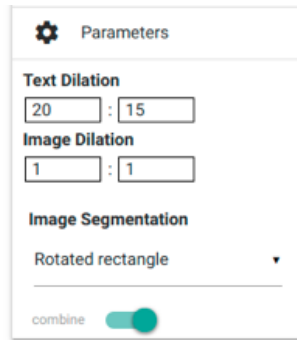 Parameters
Text Dilation
20 : 15
Image Dilation
1 : 1
Image Segmentation
Rotated rectangle
combine